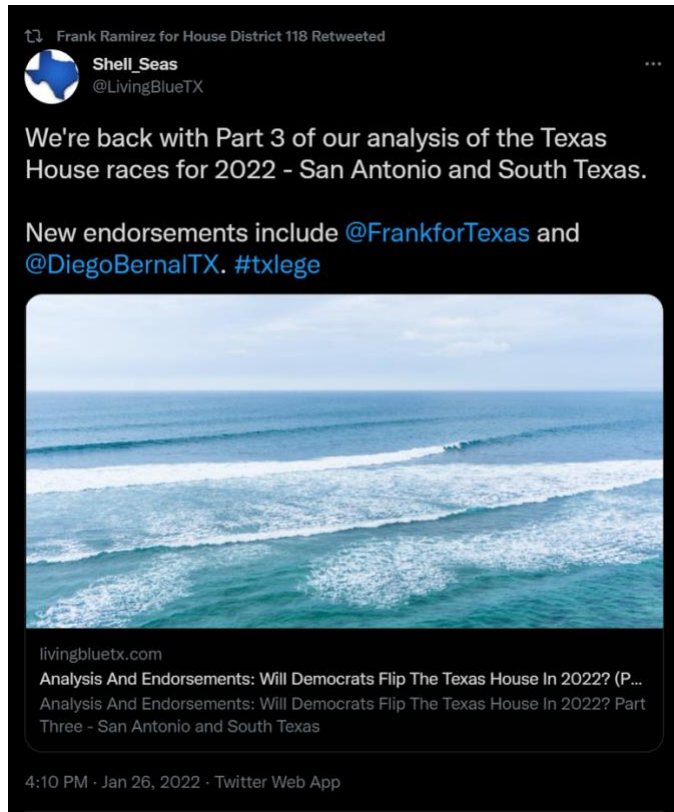 Frank Ramirez for House District 118 Retweeted
Shell_Seas
@LivingBlueTX
We're back with Part 3 of our analysis of the Texas
House races for 2022 - San Antonio and South Texas.
New endorsements include @FrankforTexas and
@DiegoBernalTX. #txlege
livingbluetx.com
Analysis And Endorsements: Will Democrats Flip The Texas House In 2022? (P...
Analysis And Endorsements: Will Democrats Flip The Texas House In 2022? Part
Three - San Antonio and South Texas
4:10 PM · Jan 26, 2022 · Twitter Web App